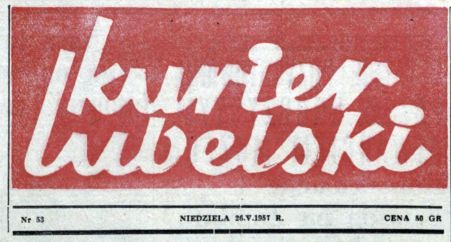 kurier
lubelski
Nr 53 NIEDZIELA 26.V.1957 R. CENA 50 GR